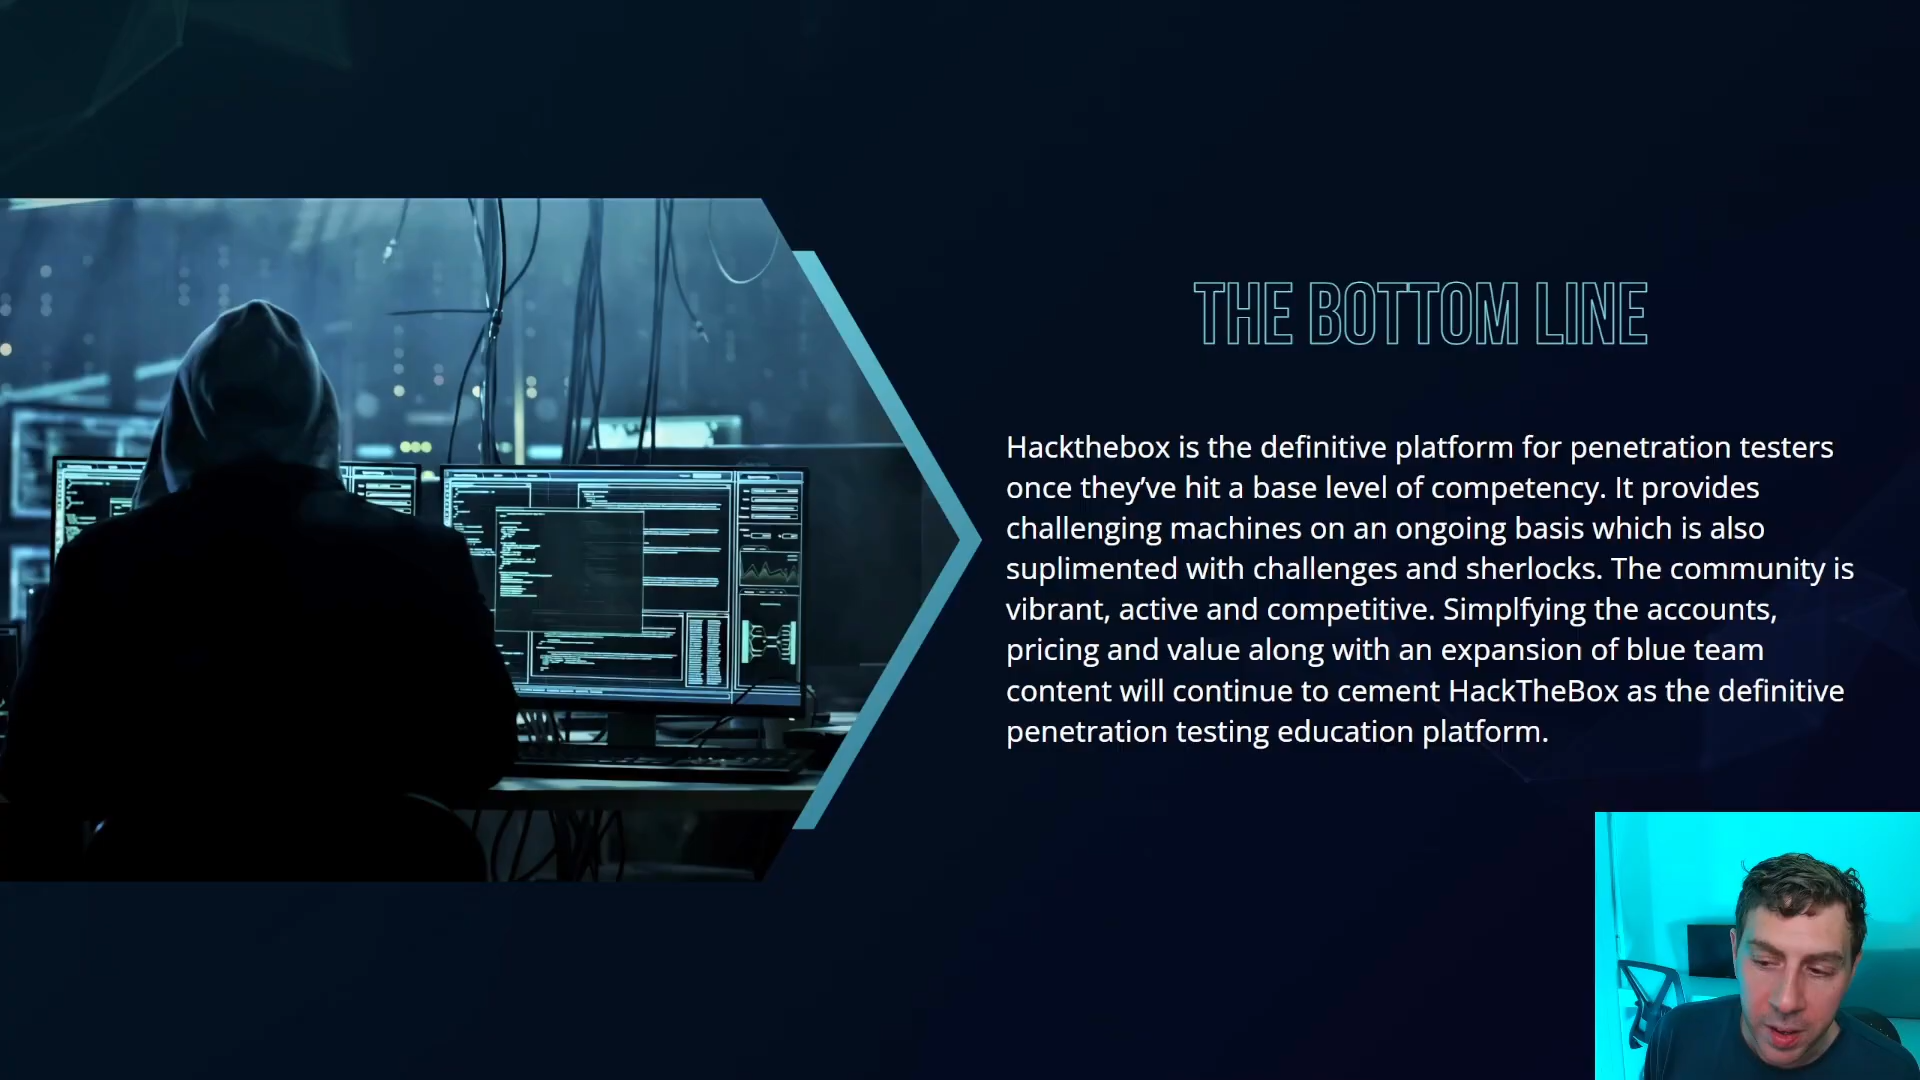 THE BOTTOM LINE
Hackthebox is the definitive platform for penetration testers
once they’ve hit a base level of competency. It provides
challenging machines on an ongoing basis which is also
suplimented with challenges and sherlocks. The community is
vibrant, active and competitive. Simplfying the accounts,
pricing and value along with an expansion of blue team
content will continue to cement HackTheBox as the definitive
penetration testing education platform.